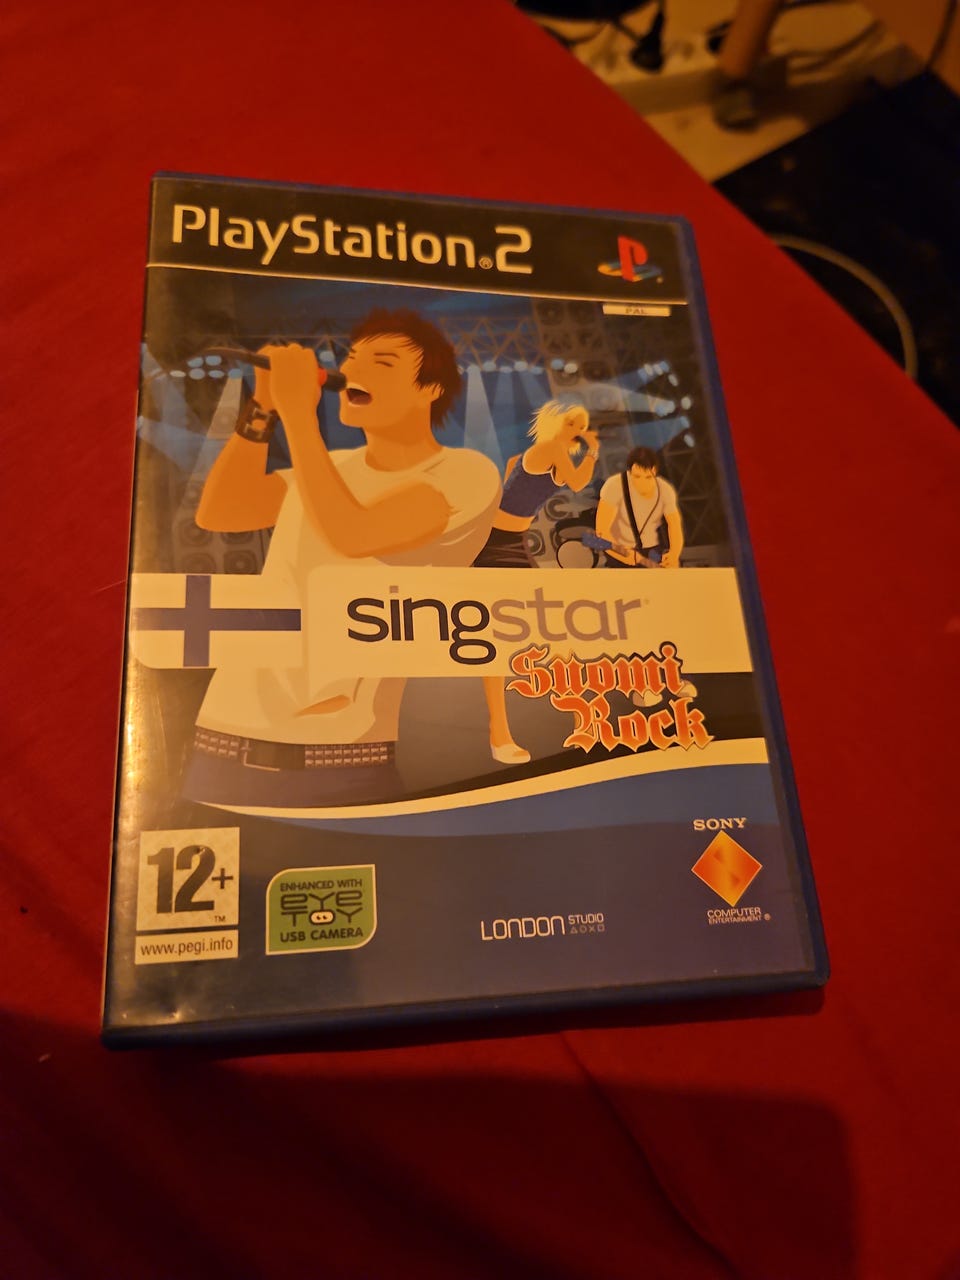 PlayStation®2
PAL
singstar®
Suomi
Rock
12+
TM
www.pegi.info
ENHANCED WITH
EYE
TOY
USB CAMERA
LONDON STUDIO
SONY
COMPUTER
ENTERTAINMENT®